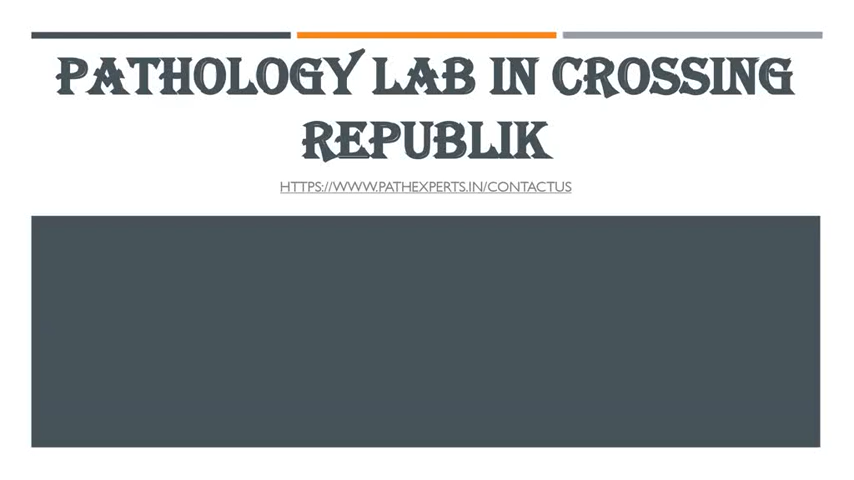 PATHOLOGY LAB IN CROSSING
REPUBLIK
HTTPS://WWW.PATHEXPERTS.IN/CONTACTUS